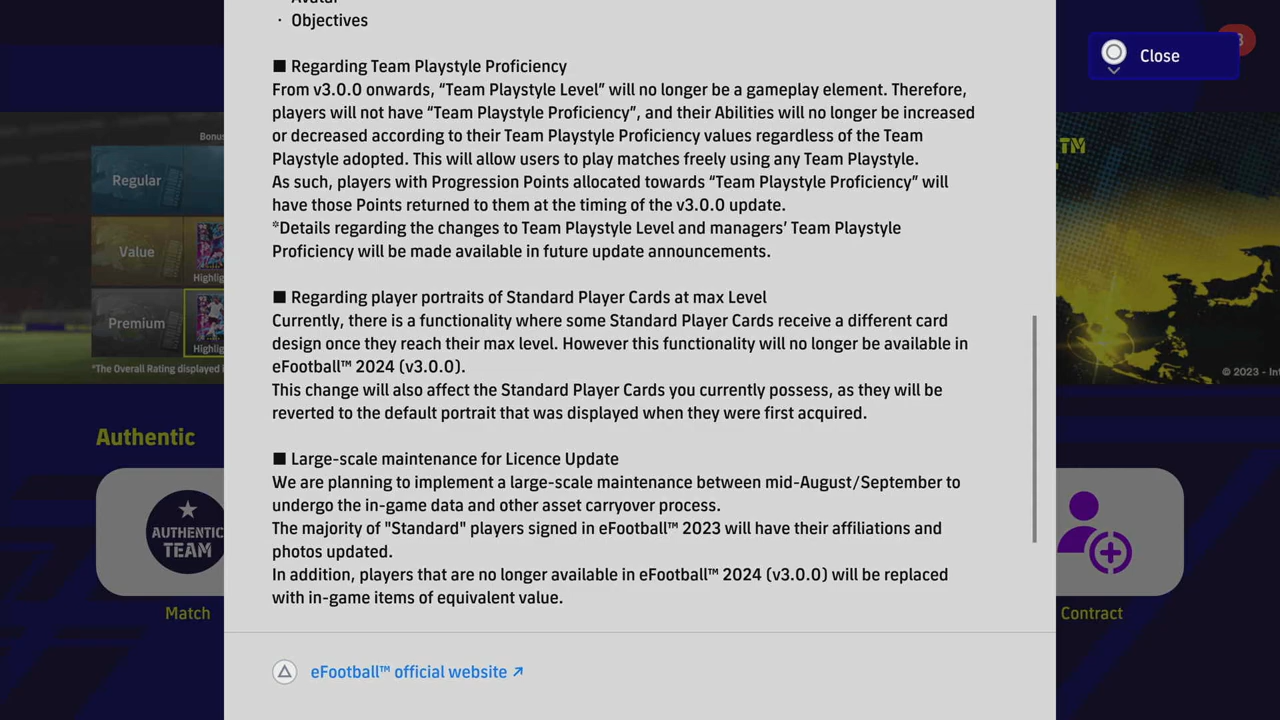 · Objectives
■ Regarding Team Playstyle Proficiency
From v3.0.0 onwards, “Team Playstyle Level” will no longer be a gameplay element. Therefore,
players will not have “Team Playstyle Proficiency”, and their Abilities will no longer be increased
or decreased according to their Team Playstyle Proficiency values regardless of the Team
Playstyle adopted. This will allow users to play matches freely using any Team Playstyle.
As such, players with Progression Points allocated towards “Team Playstyle Proficiency” will
have those Points returned to them at the timing of the v3.0.0 update.
*Details regarding the changes to Team Playstyle Level and managers’ Team Playstyle
Proficiency will be made available in future update announcements.
■ Regarding player portraits of Standard Player Cards at max Level
Currently, there is a functionality where some Standard Player Cards receive a different card
design once they reach their max level. However this functionality will no longer be available in
eFootball™ 2024 (v3.0.0).
This change will also affect the Standard Player Cards you currently possess, as they will be
reverted to the default portrait that was displayed when they were first acquired.
■ Large-scale maintenance for Licence Update
We are planning to implement a large-scale maintenance between mid-August/September to
undergo the in-game data and other asset carryover process.
The majority of "Standard" players signed in eFootball™ 2023 will have their affiliations and
photos updated.
In addition, players that are no longer available in eFootball™ 2024 (v3.0.0) will be replaced
with in-game items of equivalent value.
eFootball™ official website ↗
Close
Bonus
Regular
Value
Highlig
Premium
Highlig
*The Overall Rating displayed
TM
© 2023 - Int
Authentic
AUTHENTIC
TEAM
Match
Contract